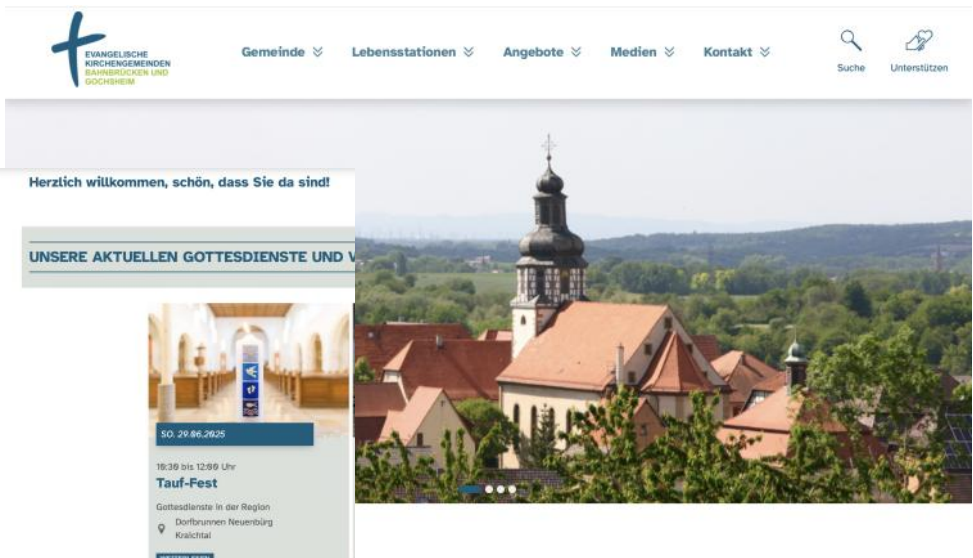 EVANGELISCHE
KIRCHENGEMEINDEN
BAHNBRÜCKEN UND
GOCHSHEIM
Gemeinde
Lebensstationen
Angebote
Medien
Kontakt
Suche
Unterstützen
Herzlich willkommen, schön, dass Sie da sind!
UNSERE AKTUELLEN GOTTESDIENSTE UND V
SO. 29.06.2025
10:30 bis 12:00 Uhr
Tauf-Fest
Gottesdienste in der Region
Dorfbrunnen Neuenbürg
Kraichtal